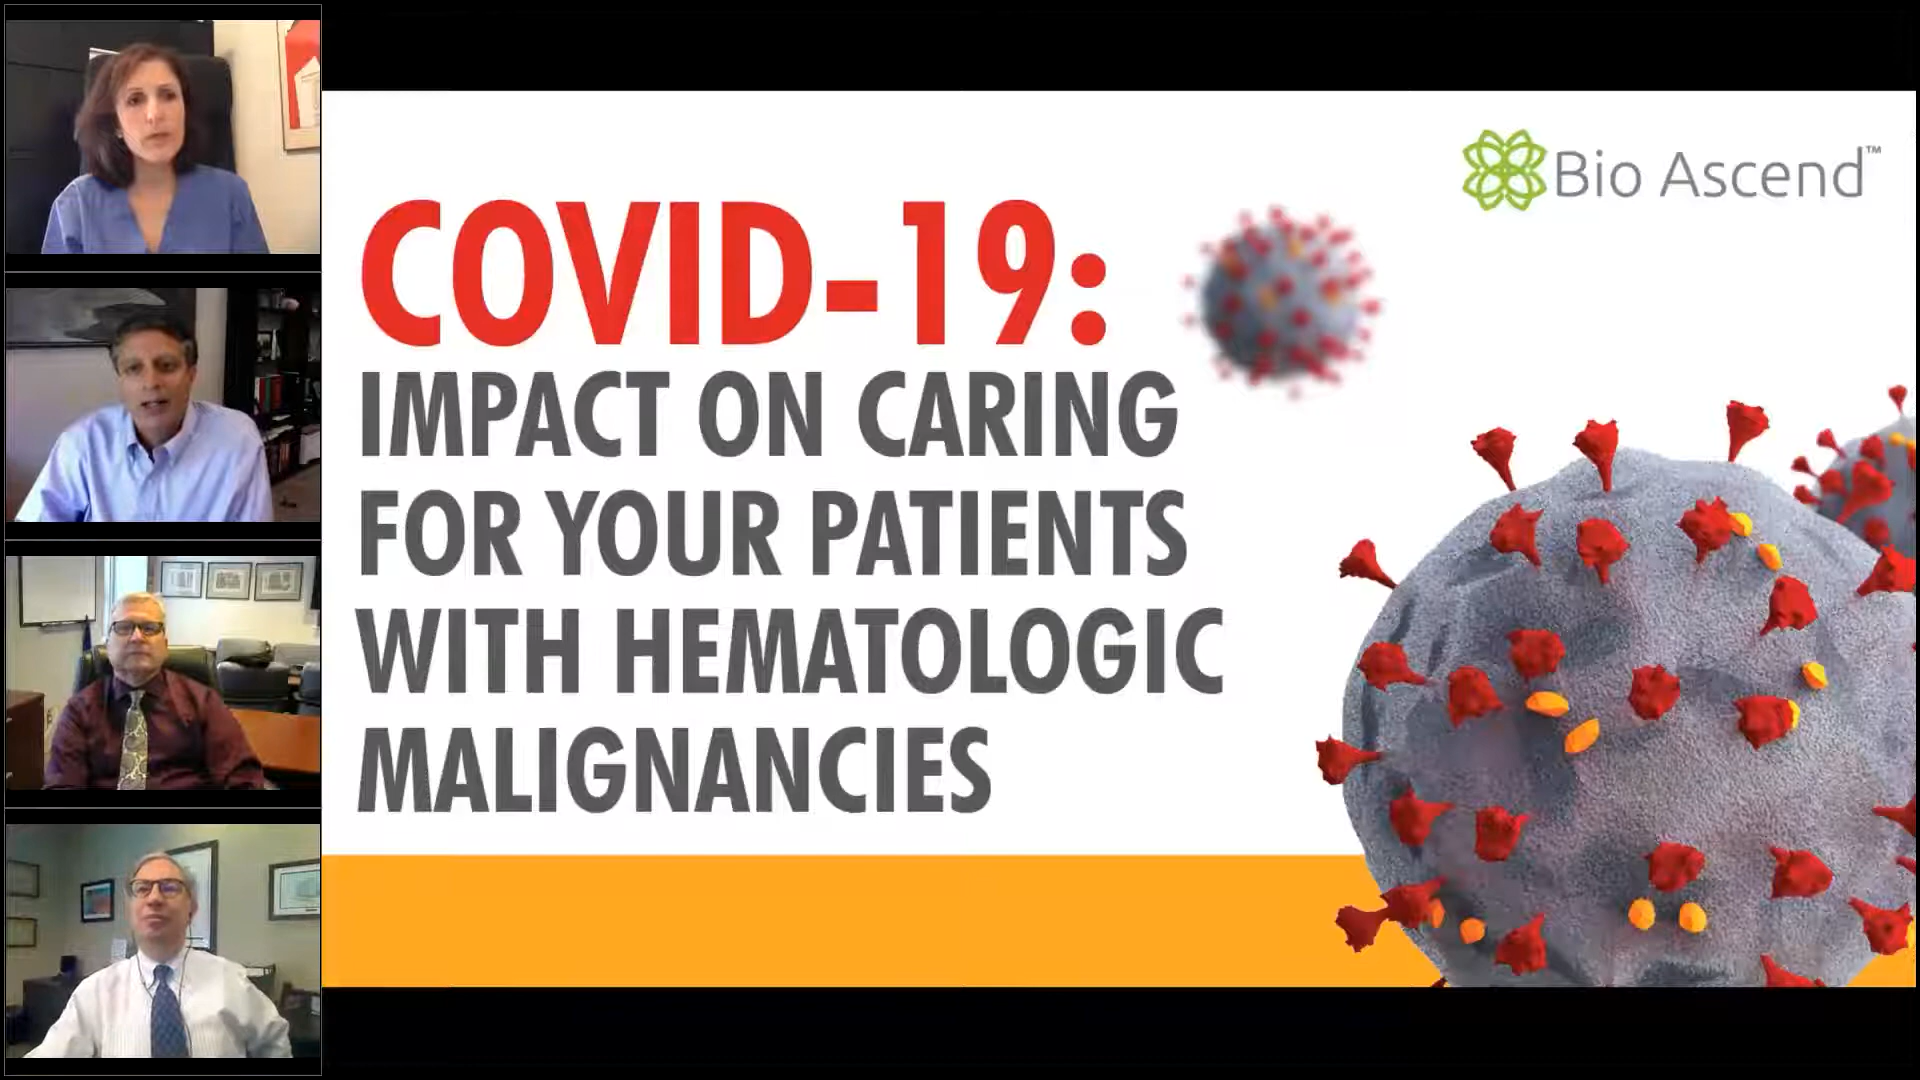 Bio Ascend™
COVID-19:
IMPACT ON CARING
FOR YOUR PATIENTS
WITH HEMATOLOGIC
MALIGNANCIES